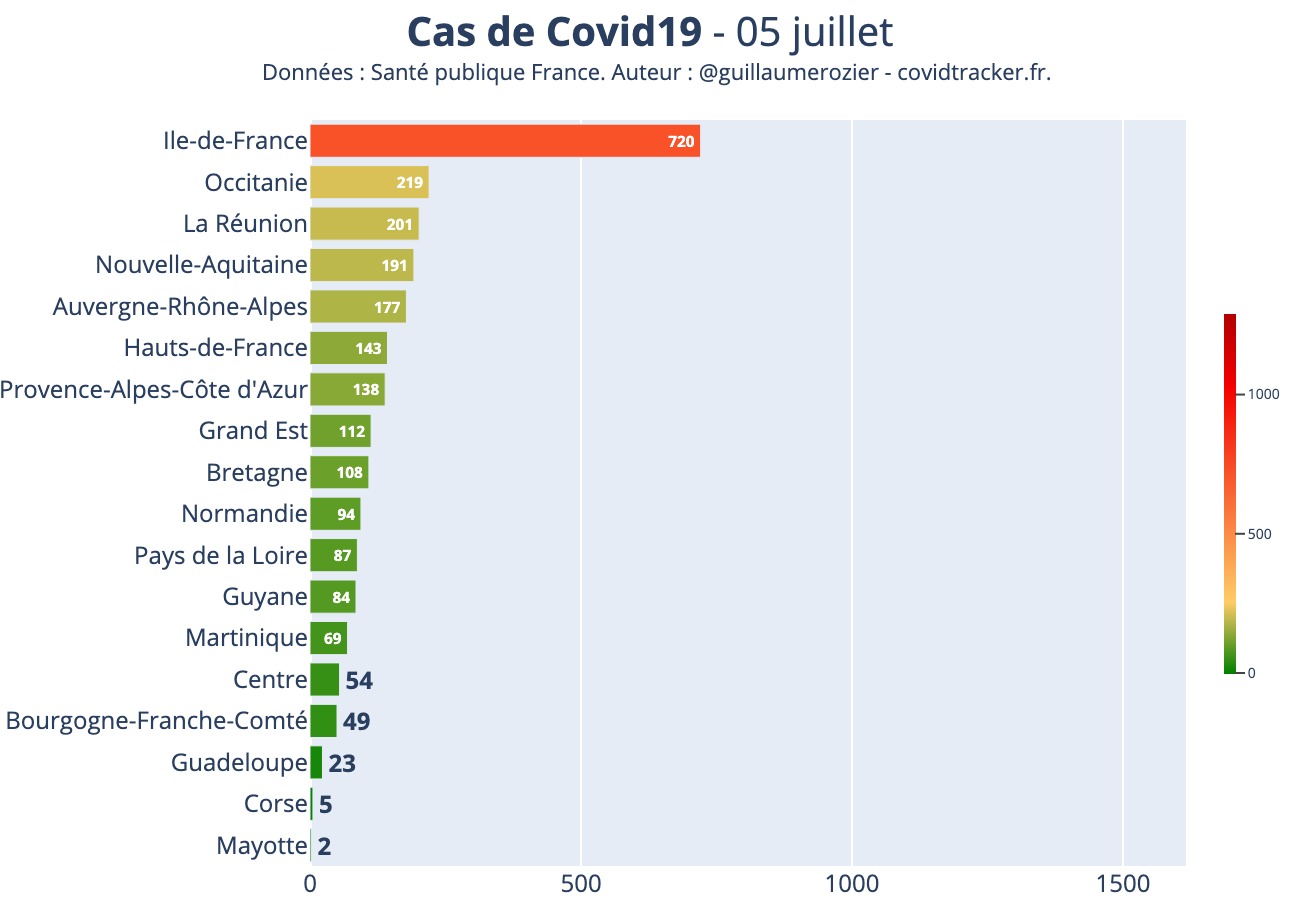 Cas de Covid19 - 05 juillet
Données : Santé publique France. Auteur : @guillaumerozier - covidtracker.fr.
Ile-de-France 720
Occitanie 219
La Réunion 201
Nouvelle-Aquitaine 191
Auvergne-Rhône-Alpes 177
Hauts-de-France 143
Provence-Alpes-Côte d'Azur 138
Grand Est 112
Bretagne 108
Normandie 94
Pays de la Loire 87
Guyane 84
Martinique 69
Centre 54
Bourgogne-Franche-Comté 49
Guadeloupe 23
Corse 5
Mayotte 2
0 500 1000 1500
1000
500
0